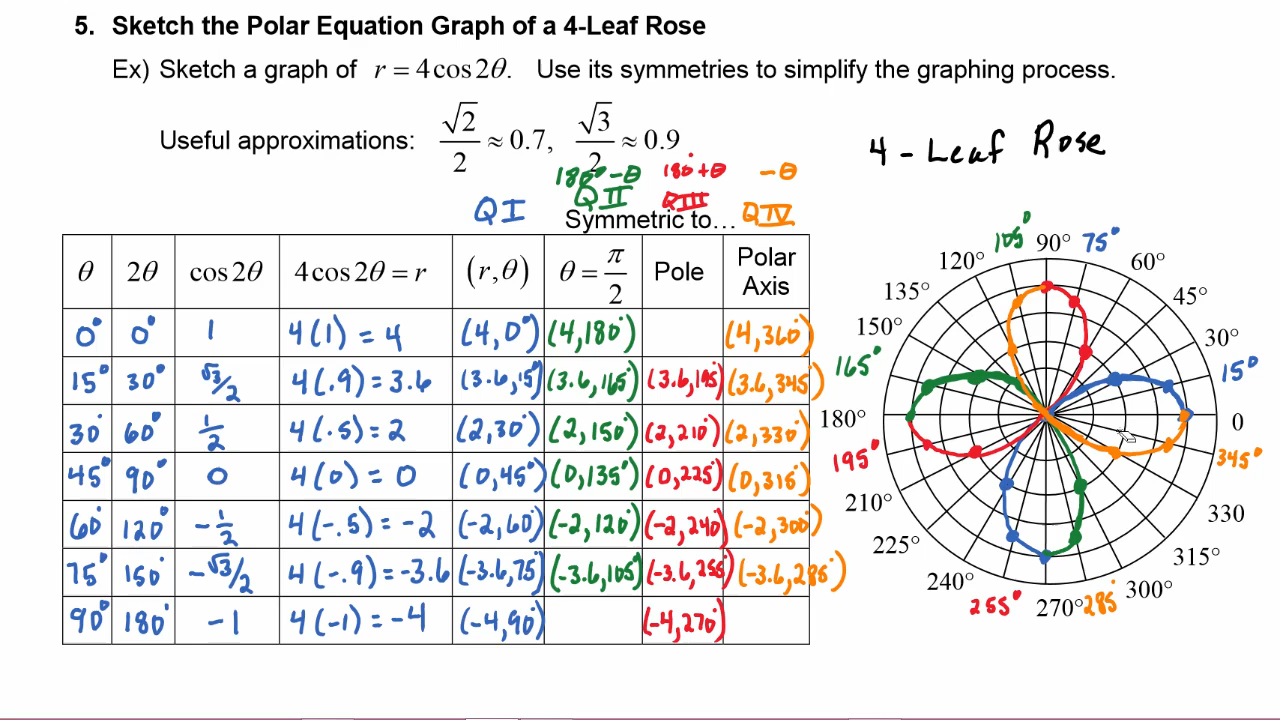 5. Sketch the Polar Equation Graph of a 4-Leaf Rose
Ex) Sketch a graph of r = 4cos2θ. Use its symmetries to simplify the graphing process.
Useful approximations: √2/2 ≈ 0.7, √3/2 ≈ 0.9
4 - Leaf Rose
180° - θ 180° + θ - θ
QI QII QIII QIV
Symmetric to…
θ 2θ cos2θ 4cos2θ = r (r,θ) θ = π/2 Pole Polar Axis
0° 0° 1 4(1) = 4 (4,0°) (4,180°) (4,360°)
15° 30° √3/2 4(.9) = 3.6 (3.6,15°) (3.6,165°) (3.6,195°) (3.6,345°)
30° 60° 1/2 4(.5) = 2 (2,30°) (2,150°) (2,210°) (2,330°)
45° 90° 0 4(0) = 0 (0,45°) (0,135°) (0,225°) (0,315°)
60° 120° -1/2 4(-.5) = -2 (-2,60°) (-2,120°) (-2,240°) (-2,300°)
75° 150° -√3/2 4(-.9) = -3.6 (-3.6,75°) (-3.6,105°) (-3.6,255°) (-3.6,285°)
90° 180° -1 4(-1) = -4 (-4,90°) (-4,270°)
105° 90° 75°
120° 60°
135° 45°
150° 30°
165° 15°
180° 0
195° 345°
210° 330
225° 315°
240° 300°
255° 270° 285°